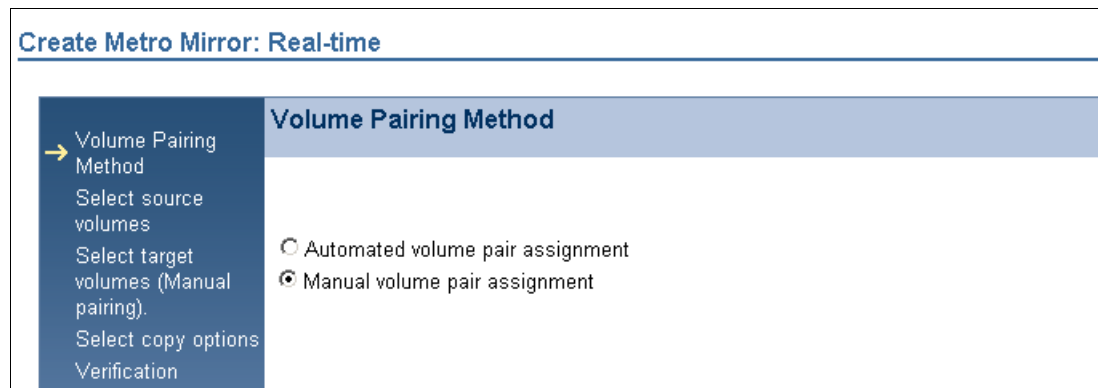 Create Metro Mirror: Real-time
Volume Pairing
Method
Select source
volumes
Select target
volumes (Manual
pairing).
Select copy options
Verification
Volume Pairing Method
Automated volume pair assignment
Manual volume pair assignment